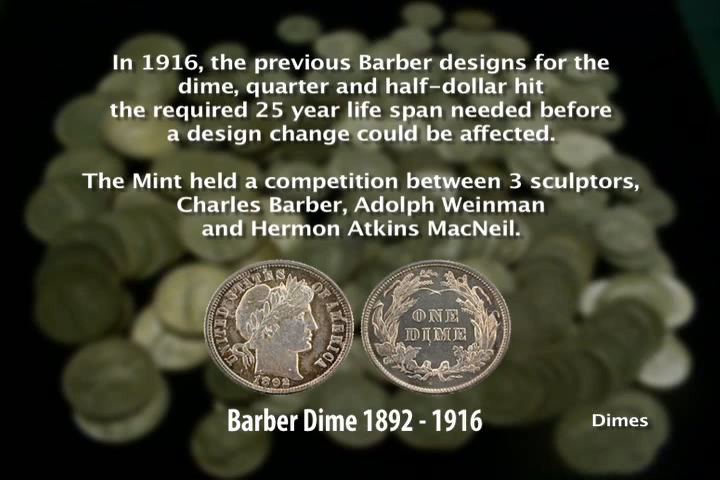 In 1916, the previous Barber designs for the
dime, quarter and half-dollar hit
the required 25 year life span needed before
a design change could be affected.
The Mint held a competition between 3 sculptors,
Charles Barber, Adolph Weinman
and Hermon Atkins MacNeil.
UNITED STATES OF AMERICA
1892
ONE
DIME
Barber Dime 1892 - 1916
Dimes